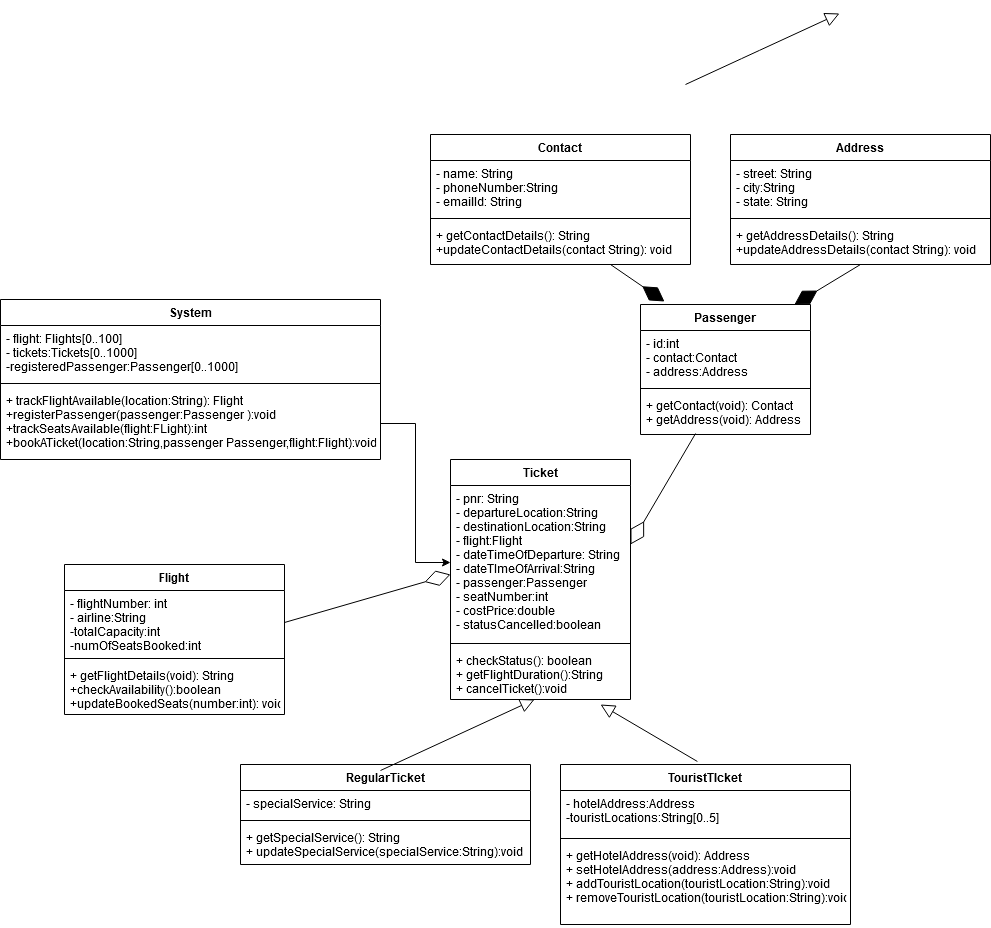 Contact
- name: String
- phoneNumber:String
- emailId: String
+ getContactDetails(): String
+updateContactDetails(contact String): void
Address
- street: String
- city:String
- state: String
+ getAddressDetails(): String
+updateAddressDetails(contact String): void
System
- flight: Flights[0..100]
- tickets:Tickets[0..1000]
-registeredPassenger:Passenger[0..1000]
+ trackFlightAvailable(location:String): Flight
+registerPassenger(passenger:Passenger ):void
+trackSeatsAvailable(flight:FLight):int
+bookATicket(location:String,passenger Passenger,flight:Flight):void
Passenger
- id:int
- contact:Contact
- address:Address
+ getContact(void): Contact
+ getAddress(void): Address
Ticket
- pnr: String
- departureLocation:String
- destinationLocation:String
- flight:Flight
- dateTimeOfDeparture: String
- dateTImeOfArrival:String
- passenger:Passenger
- seatNumber:int
- costPrice:double
- statusCancelled:boolean
+ checkStatus(): boolean
+ getFlightDuration():String
+ cancelTicket():void
Flight
- flightNumber: int
- airline:String
-totalCapacity:int
-numOfSeatsBooked:int
+ getFlightDetails(void): String
+checkAvailability():boolean
+updateBookedSeats(number:int): void
RegularTicket
- specialService: String
+ getSpecialService(): String
+ updateSpecialService(specialService:String):void
TouristTIcket
- hotelAddress:Address
-touristLocations:String[0..5]
+ getHotelAddress(void): Address
+ setHotelAddress(address:Address):void
+ addTouristLocation(touristLocation:String):void
+ removeTouristLocation(touristLocation:String):void